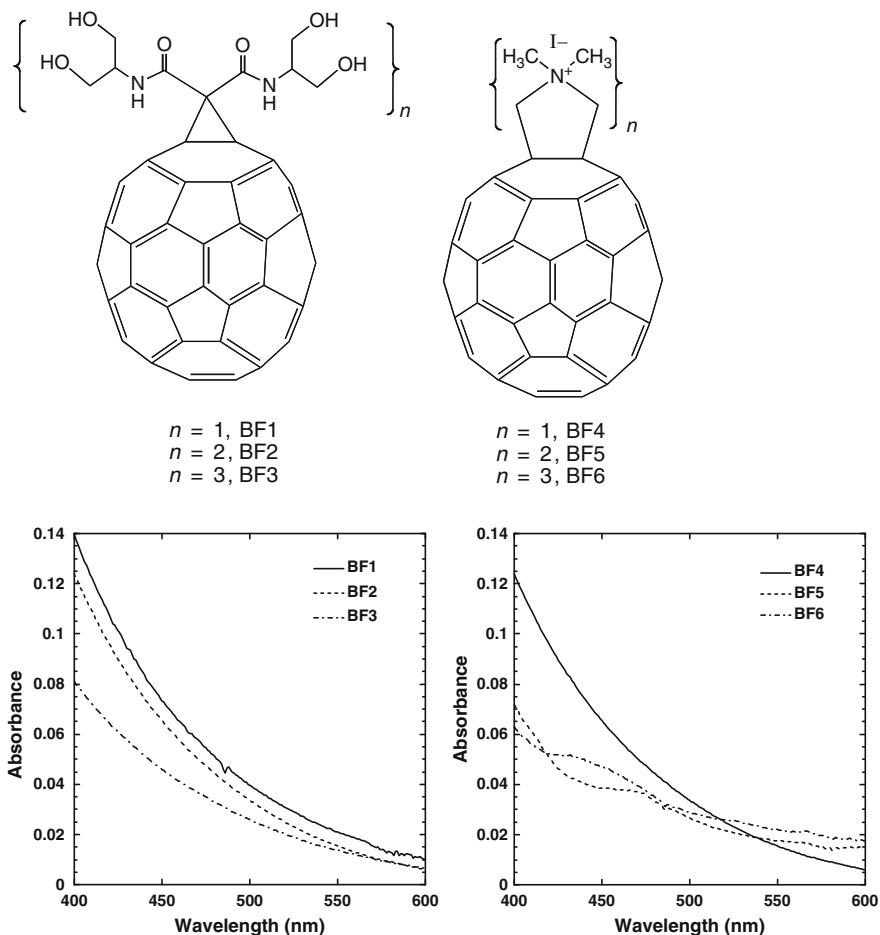 HO
HO
O
O
N
H
N
H
OH
OH
n
I–
H3C
CH3
N+
n
n = 1, BF1
n = 2, BF2
n = 3, BF3
n = 1, BF4
n = 2, BF5
n = 3, BF6
0.14
0.12
0.1
0.08
0.06
0.04
0.02
0
Absorbance
BF1
BF2
BF3
400 450 500 550 600
Wavelength (nm)
0.14
0.12
0.1
0.08
0.06
0.04
0.02
0
Absorbance
BF4
BF5
BF6
400 450 500 550 600
Wavelength (nm)